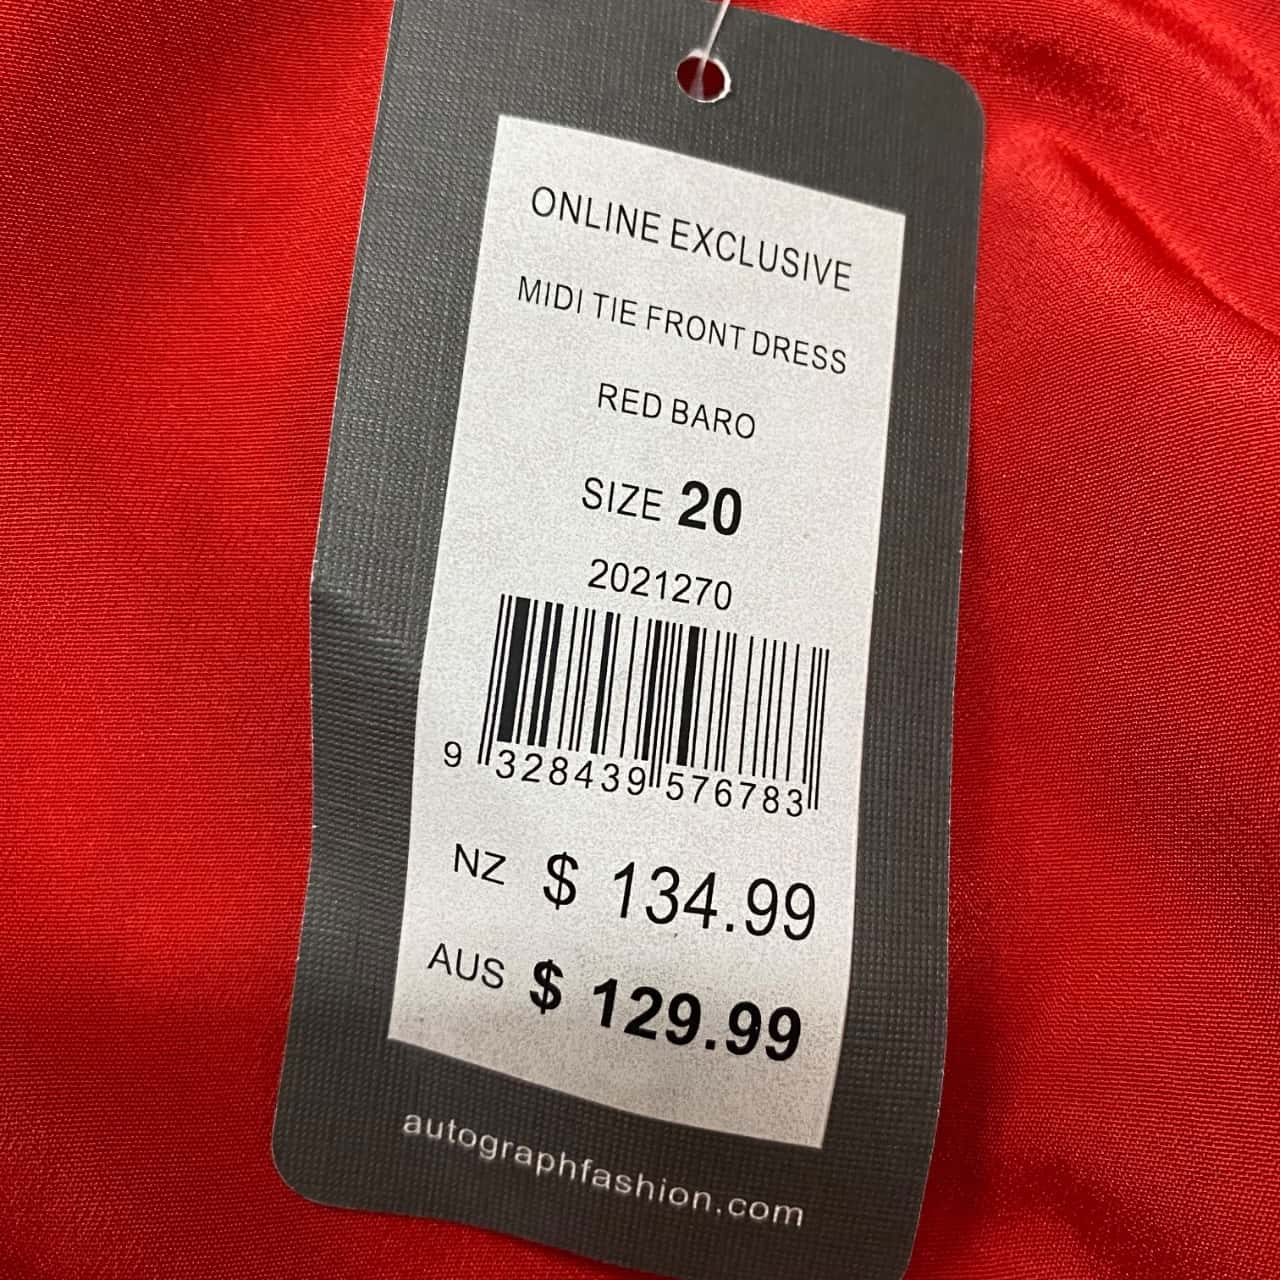 ONLINE EXCLUSIVE
MIDI TIE FRONT DRESS
RED BARO
SIZE 20
2021270
9 328439 576783
NZ $ 134.99
AUS $ 129.99
autographfashion.com